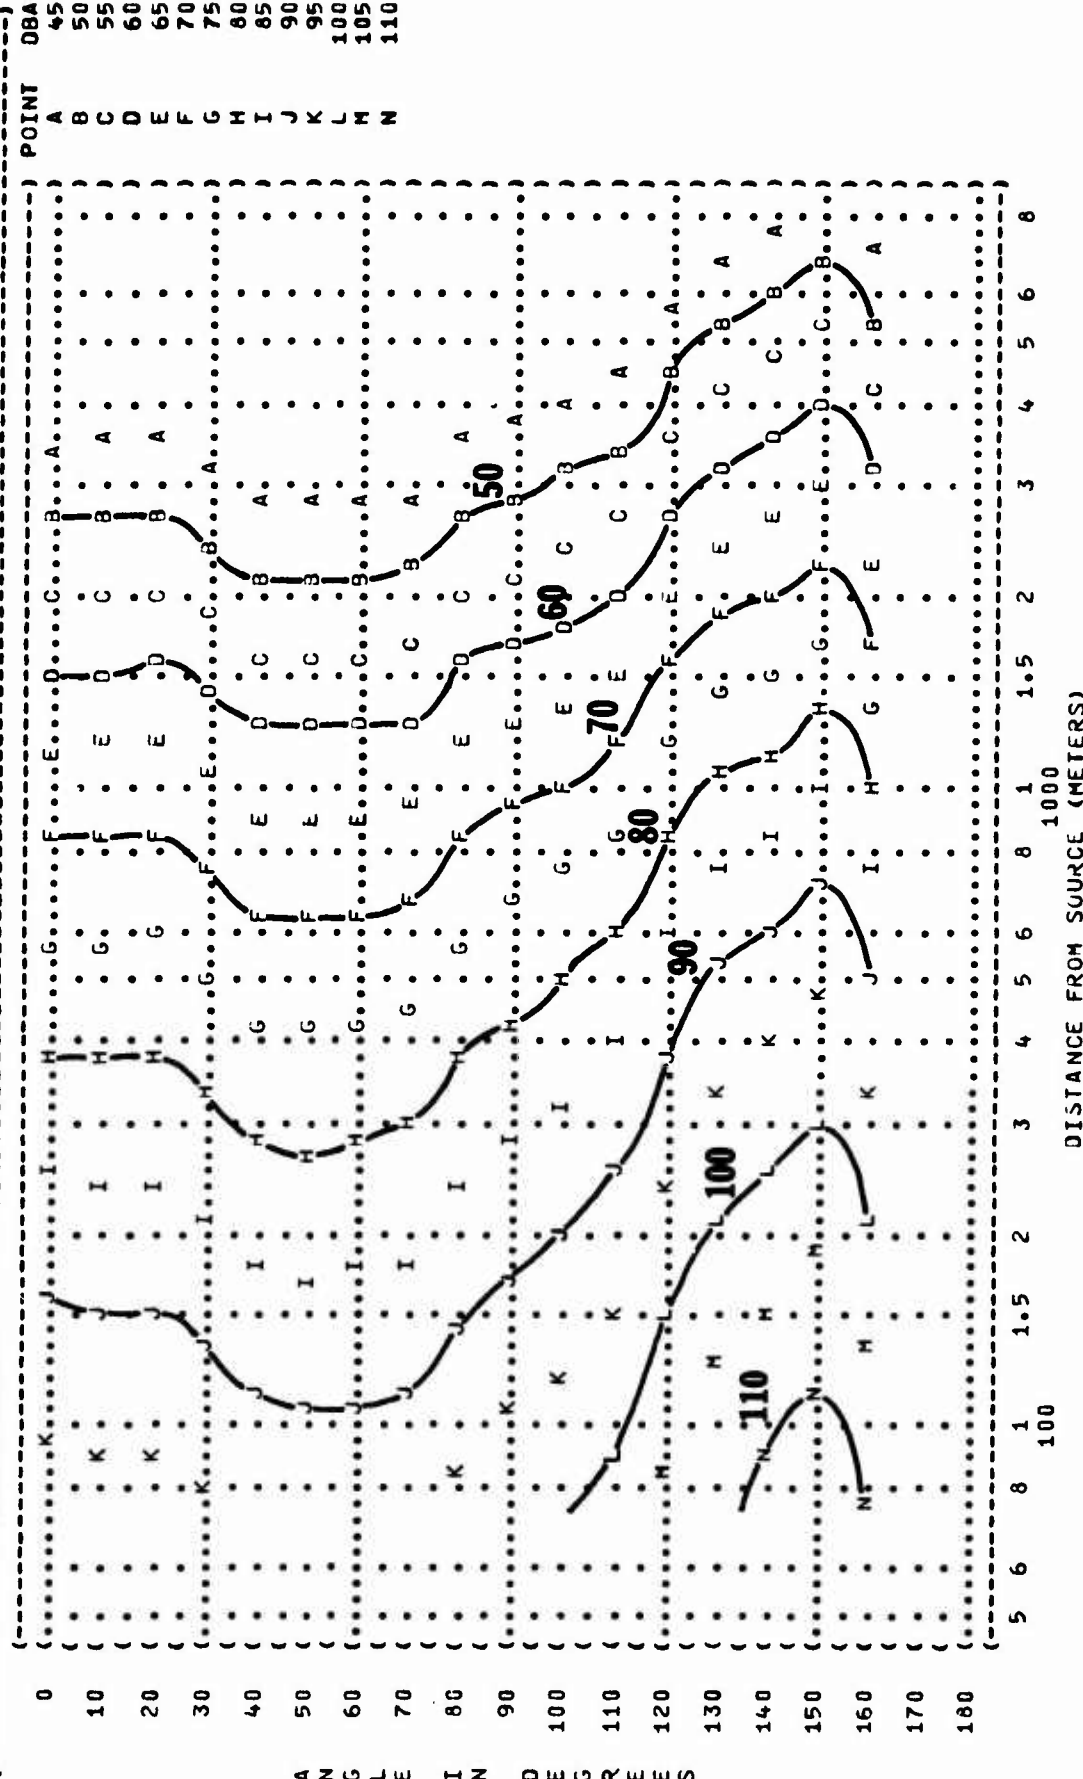 POINT DBA
A 45
B 50
C 55
D 60
E 65
F 70
G 75
H 80
I 85
J 90
K 95
L 100
M 105
N 110
ANGLE IN DEGREES
0
10
20
30
40
50
60
70
80
90
100
110
120
130
140
150
160
170
180
50
60
70
80
90
100
110
5 6 8 1 1.5 2 3 4 5 6 8 1 1.5 2 3 4 5 6 8
100 1000
DISTANCE FROM SOURCE (METERS)